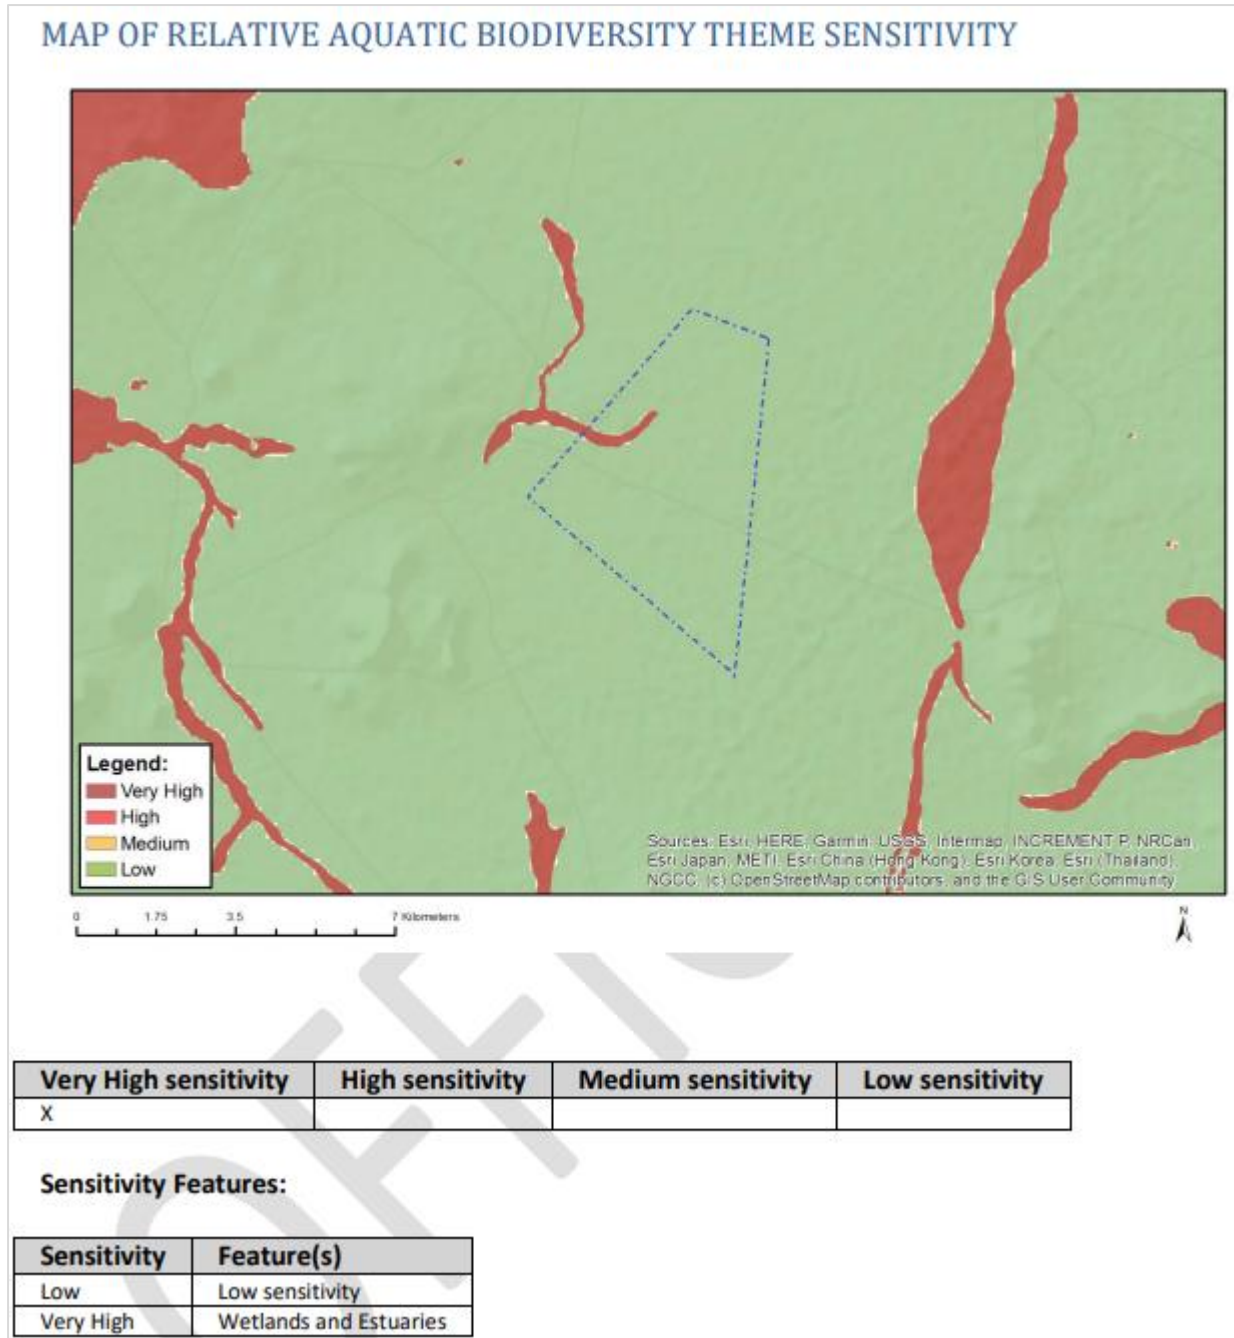 MAP OF RELATIVE AQUATIC BIODIVERSITY THEME SENSITIVITY
Legend:
Very High
High
Medium
Low
Sources: Esri, HERE, Garmin, USGS, Intermap, INCREMENT P, NRCan,
Esri Japan, METI, Esri China (Hong Kong), Esri Korea, Esri (Thailand),
NGCC, (c) OpenStreetMap contributors, and the GIS User Community
0 1.75 3.5 7 Kilometers
N
Very High sensitivity High sensitivity Medium sensitivity Low sensitivity
X
Sensitivity Features:
Sensitivity Feature(s)
Low Low sensitivity
Very High Wetlands and Estuaries